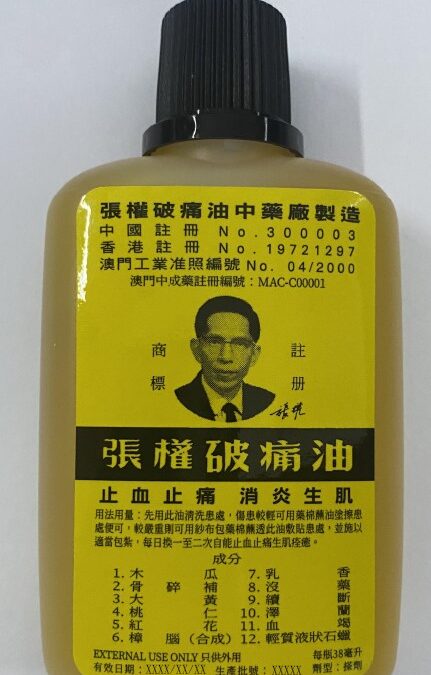 張權破痛油中藥廠製造
中國註冊 No.300003
香港註冊 No.19721297
澳門工業准照編號 No. 04/2000
澳門中成藥註冊編號：MAC-C00001
商標
註冊
張權破痛油
止血止痛 消炎生肌
用法用量：先用此油清洗患處，傷患較輕可用藥棉蘸油塗擦患
處便可，較嚴重則可用紗布包藥棉蘸透此油敷貼患處，並施以
適當包紮，每日換一至二次自能止血止痛生肌痊癒。
成分
1. 木瓜 7. 乳香
2. 骨碎補 8. 沒藥
3. 大黃 9. 續斷
4. 桃仁 10. 澤蘭
5. 紅花 11. 血竭
6. 樟腦（合成） 12. 輕質液狀石蠟
EXTERNAL USE ONLY 只供外用 每瓶38毫升
有效日期：XXXX/XX/XX 生產批號：XXXXX 劑型：搽劑